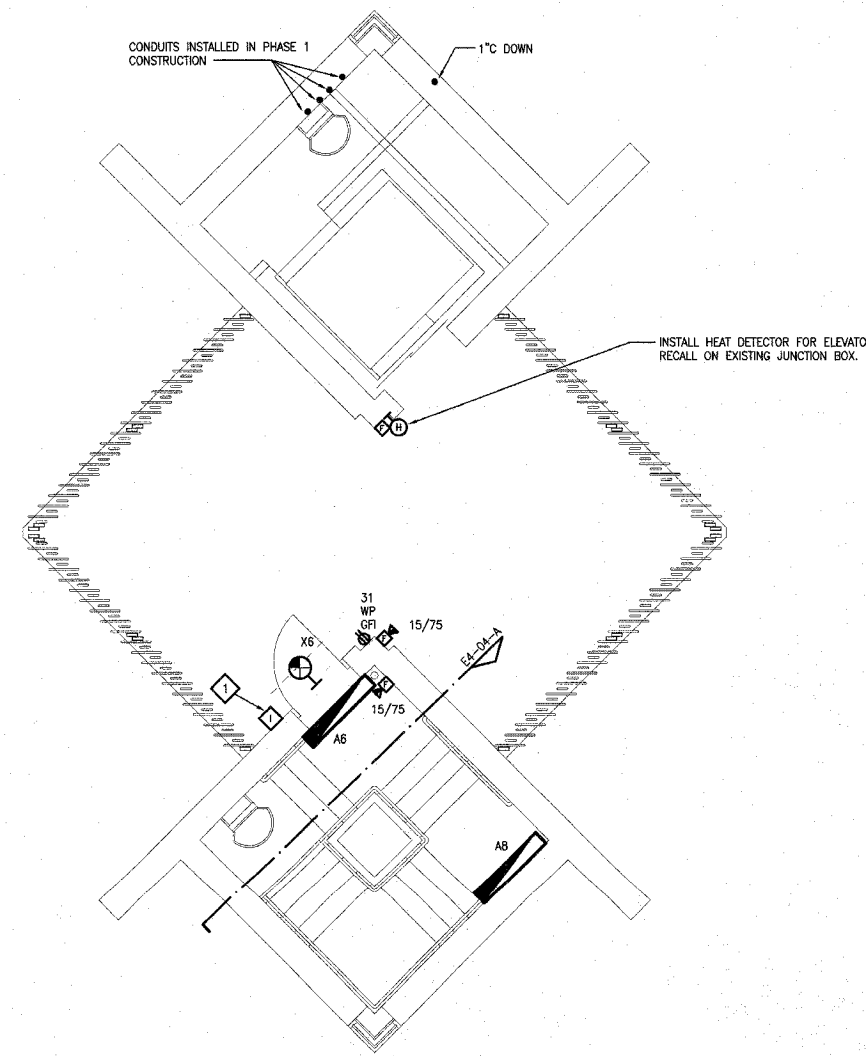 CONDUITS INSTALLED IN PHASE 1
CONSTRUCTION
1"C DOWN
INSTALL HEAT DETECTOR FOR ELEVATO
RECALL ON EXISTING JUNCTION BOX.
F
H
31
WP
GFI
F
15/75
X6
E4-04-A
1
I
F
15/75
A6
A8